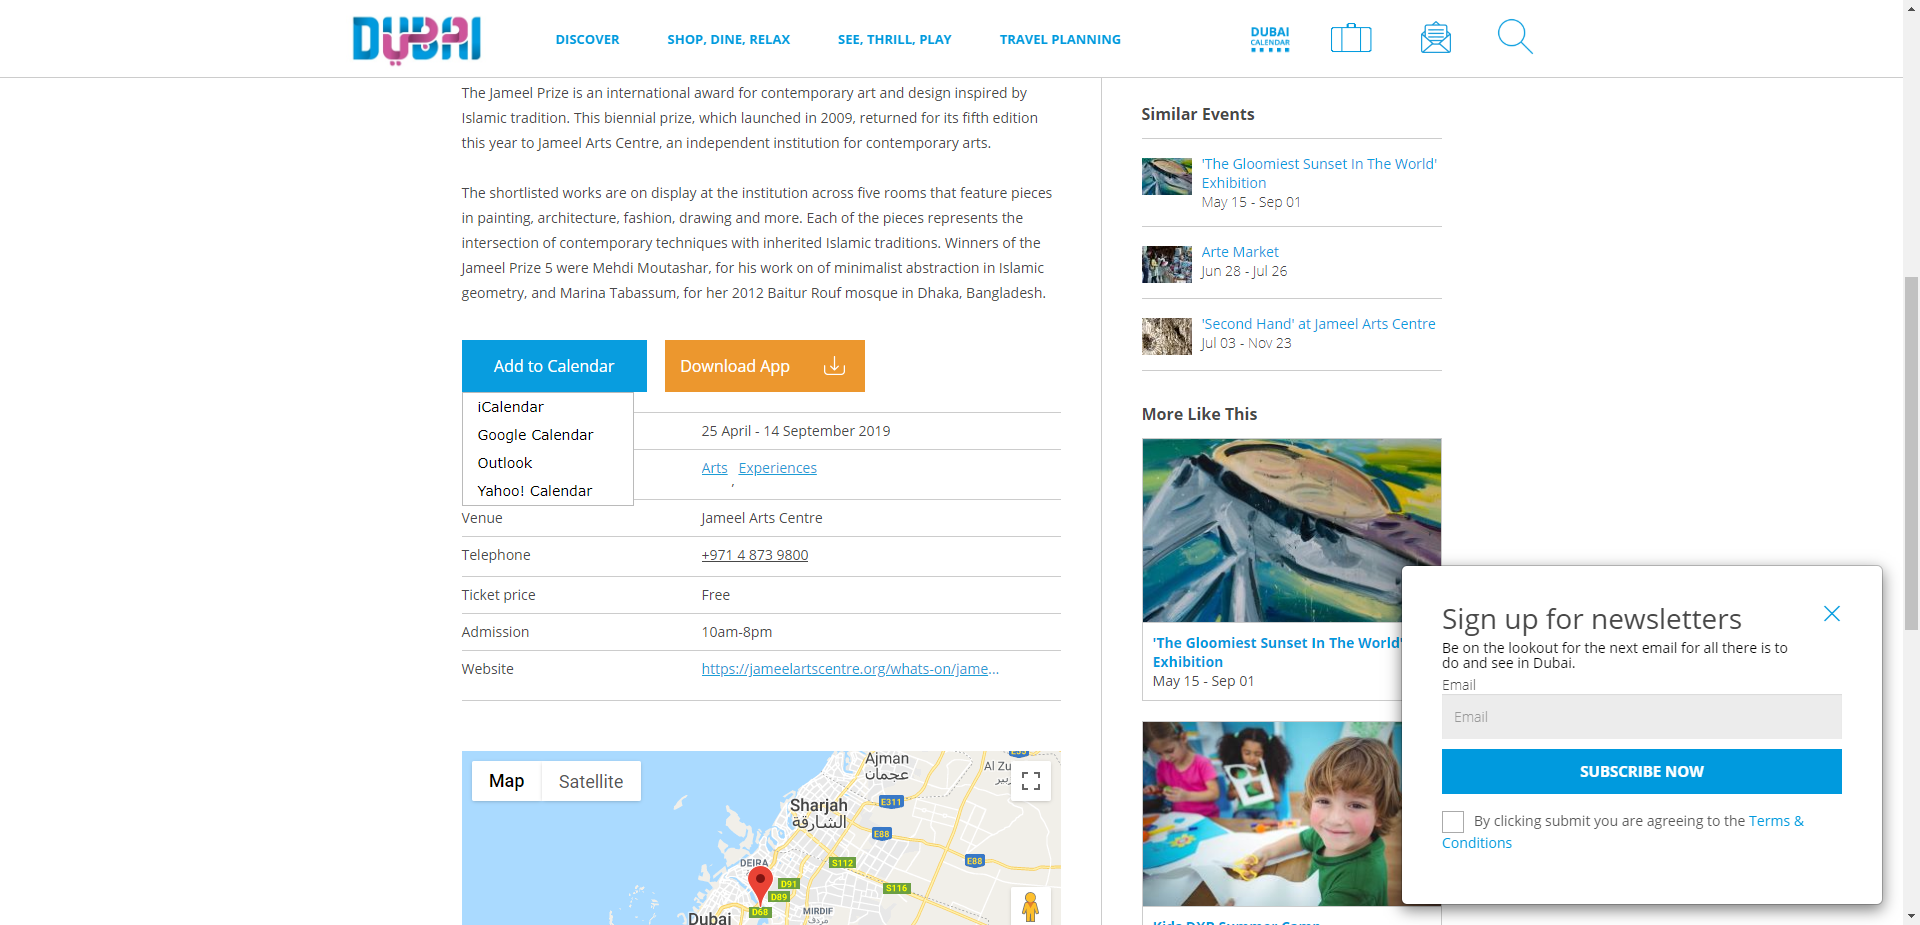 DUBAI
DISCOVER
SHOP, DINE, RELAX
SEE, THRILL, PLAY
TRAVEL PLANNING
DUBAI
CALENDAR
The Jameel Prize is an international award for contemporary art and design inspired by
Islamic tradition. This biennial prize, which launched in 2009, returned for its fifth edition
this year to Jameel Arts Centre, an independent institution for contemporary arts.
The shortlisted works are on display at the institution across five rooms that feature pieces
in painting, architecture, fashion, drawing and more. Each of the pieces represents the
intersection of contemporary techniques with inherited Islamic traditions. Winners of the
Jameel Prize 5 were Mehdi Moutashar, for his work on of minimalist abstraction in Islamic
geometry, and Marina Tabassum, for her 2012 Baitur Rouf mosque in Dhaka, Bangladesh.
Add to Calendar
Download App
iCalendar
Google Calendar
Outlook
Yahoo! Calendar
25 April - 14 September 2019
Arts Experiences
,
Venue Jameel Arts Centre
Telephone +971 4 873 9800
Ticket price Free
Admission 10am-8pm
Website https://jameelartscentre.org/whats-on/jame...
Map
Satellite
Ajman
عجمان
Sharjah
الشارقة
E311
E88
E88
DEIRA
S112
D91
D89
S116
D68
MIRDIF
مردف
Dubai
Al Zu
Similar Events
'The Gloomiest Sunset In The World'
Exhibition
May 15 - Sep 01
Arte Market
Jun 28 - Jul 26
'Second Hand' at Jameel Arts Centre
Jul 03 - Nov 23
More Like This
'The Gloomiest Sunset In The World'
Exhibition
May 15 - Sep 01
Kids DXB Summer Camp
Sign up for newsletters
Be on the lookout for the next email for all there is to
do and see in Dubai.
Email
Email
SUBSCRIBE NOW
By clicking submit you are agreeing to the Terms &
Conditions